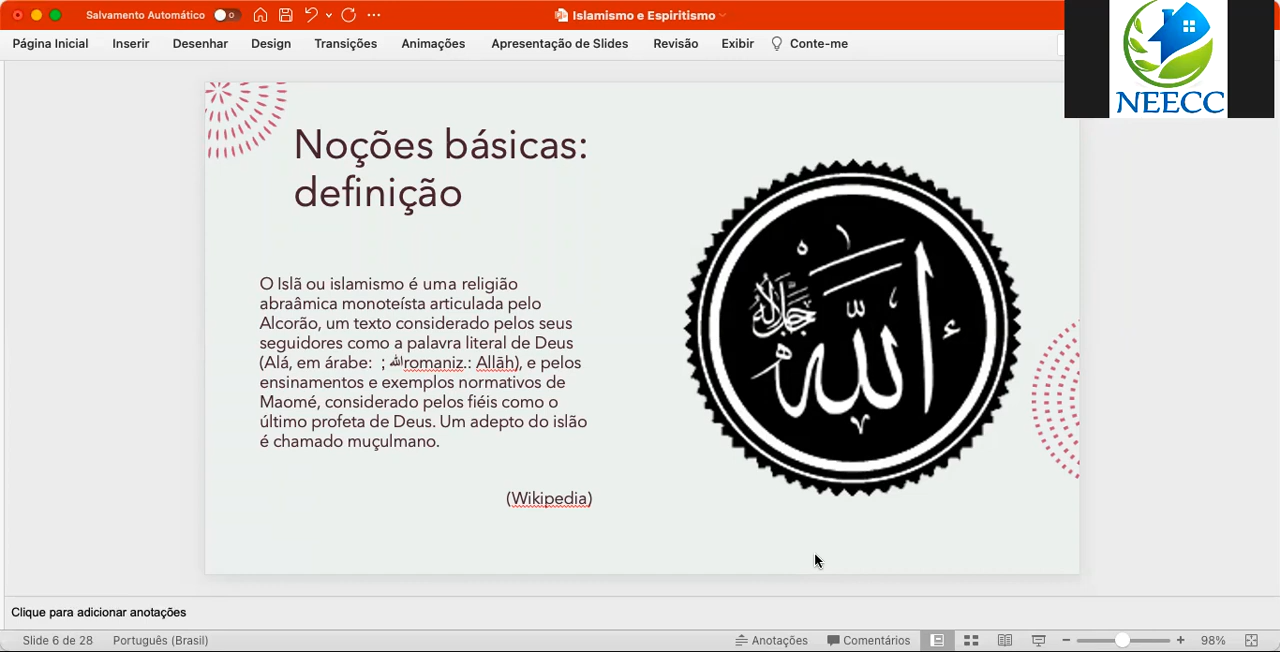 Salvamento Automático
Islamismo e Espiritismo
Página Inicial Inserir Desenhar Design Transições Animações Apresentação de Slides Revisão Exibir Conte-me
NEECC
Noções básicas:
definição
O Islã ou islamismo é uma religião
abraâmica monoteísta articulada pelo
Alcorão, um texto considerado pelos seus
seguidores como a palavra literal de Deus
(Alá, em árabe: ; الله romaniz.: Allāh), e pelos
ensinamentos e exemplos normativos de
Maomé, considerado pelos fiéis como o
último profeta de Deus. Um adepto do islão
é chamado muçulmano.
(Wikipedia)
الله
جل جلاله
Clique para adicionar anotações
Slide 6 de 28 Português (Brasil) Anotações Comentários 98%